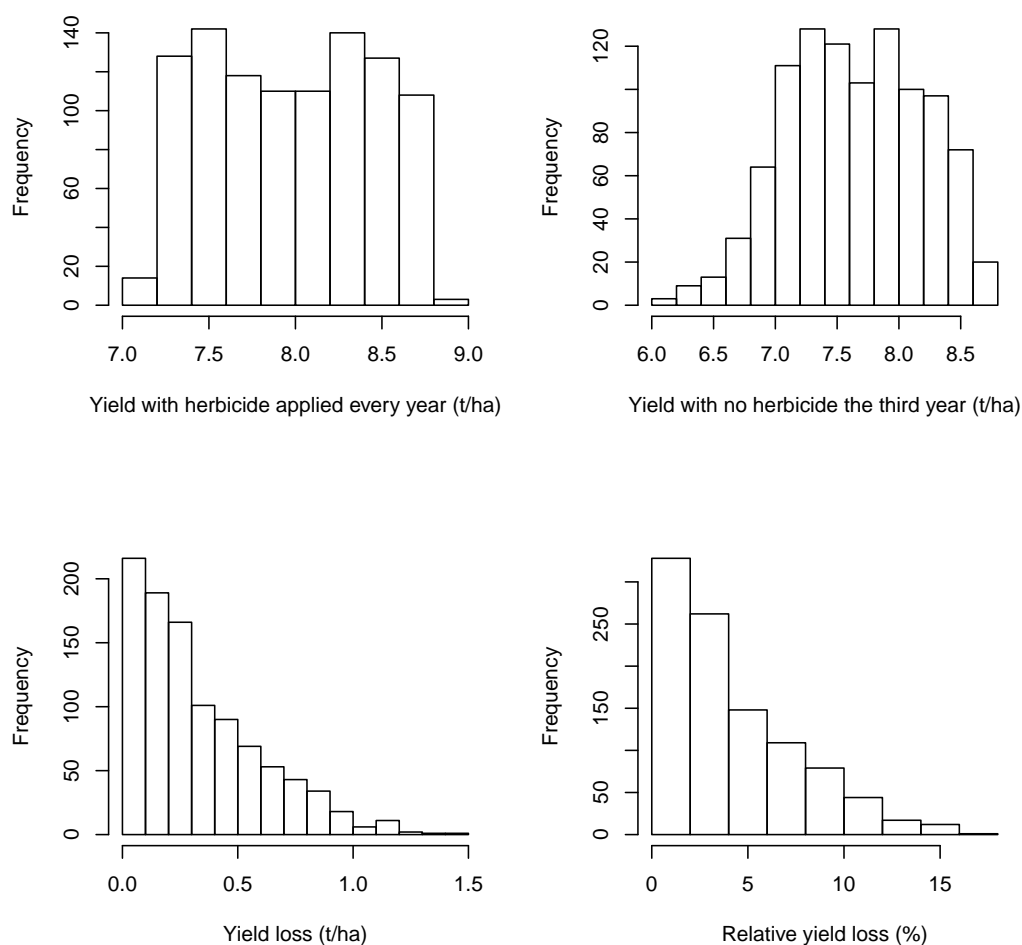 Frequency
0
20
60
100
140
7.0 7.5 8.0 8.5 9.0
Yield with herbicide applied every year (t/ha)
Frequency
0
20
40
60
80
120
6.0 6.5 7.0 7.5 8.0 8.5
Yield with no herbicide the third year (t/ha)
Frequency
0
50
100
150
200
0.0 0.5 1.0 1.5
Yield loss (t/ha)
Frequency
0
50
150
250
0 5 10 15
Relative yield loss (%)